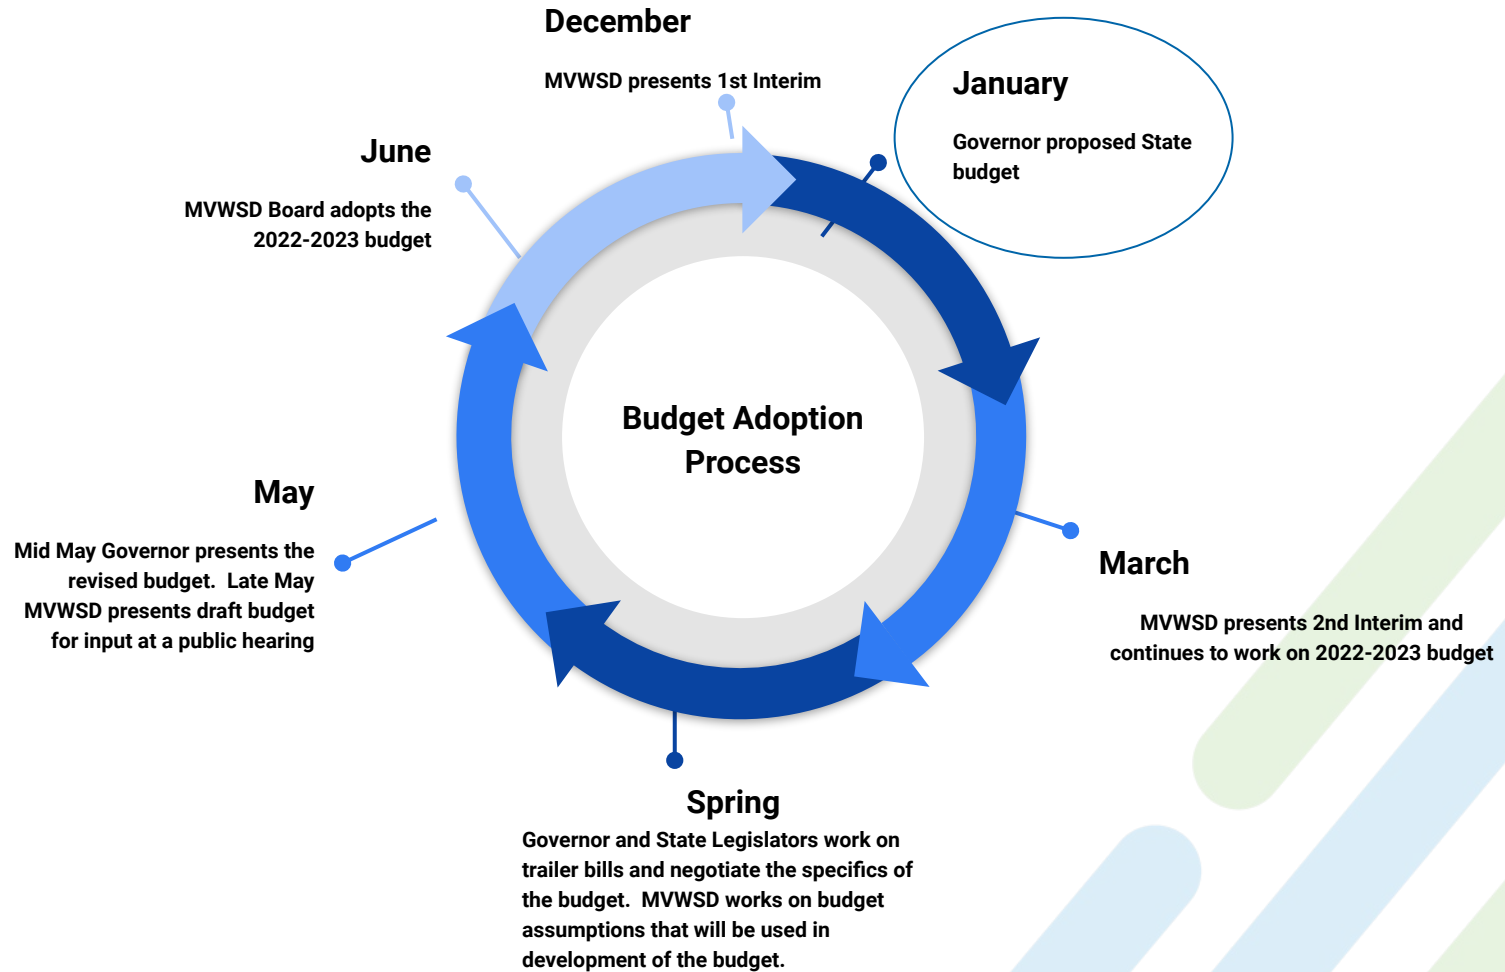 December
MVWSD presents 1st Interim
January
Governor proposed State
budget
June
MVWSD Board adopts the
2022-2023 budget
Budget Adoption
Process
May
Mid May Governor presents the
revised budget.  Late May
MVWSD presents draft budget
for input at a public hearing
March
MVWSD presents 2nd Interim and
continues to work on 2022-2023 budget
Spring
Governor and State Legislators work on
trailer bills and negotiate the specifics of
the budget.  MVWSD works on budget
assumptions that will be used in
development of the budget.